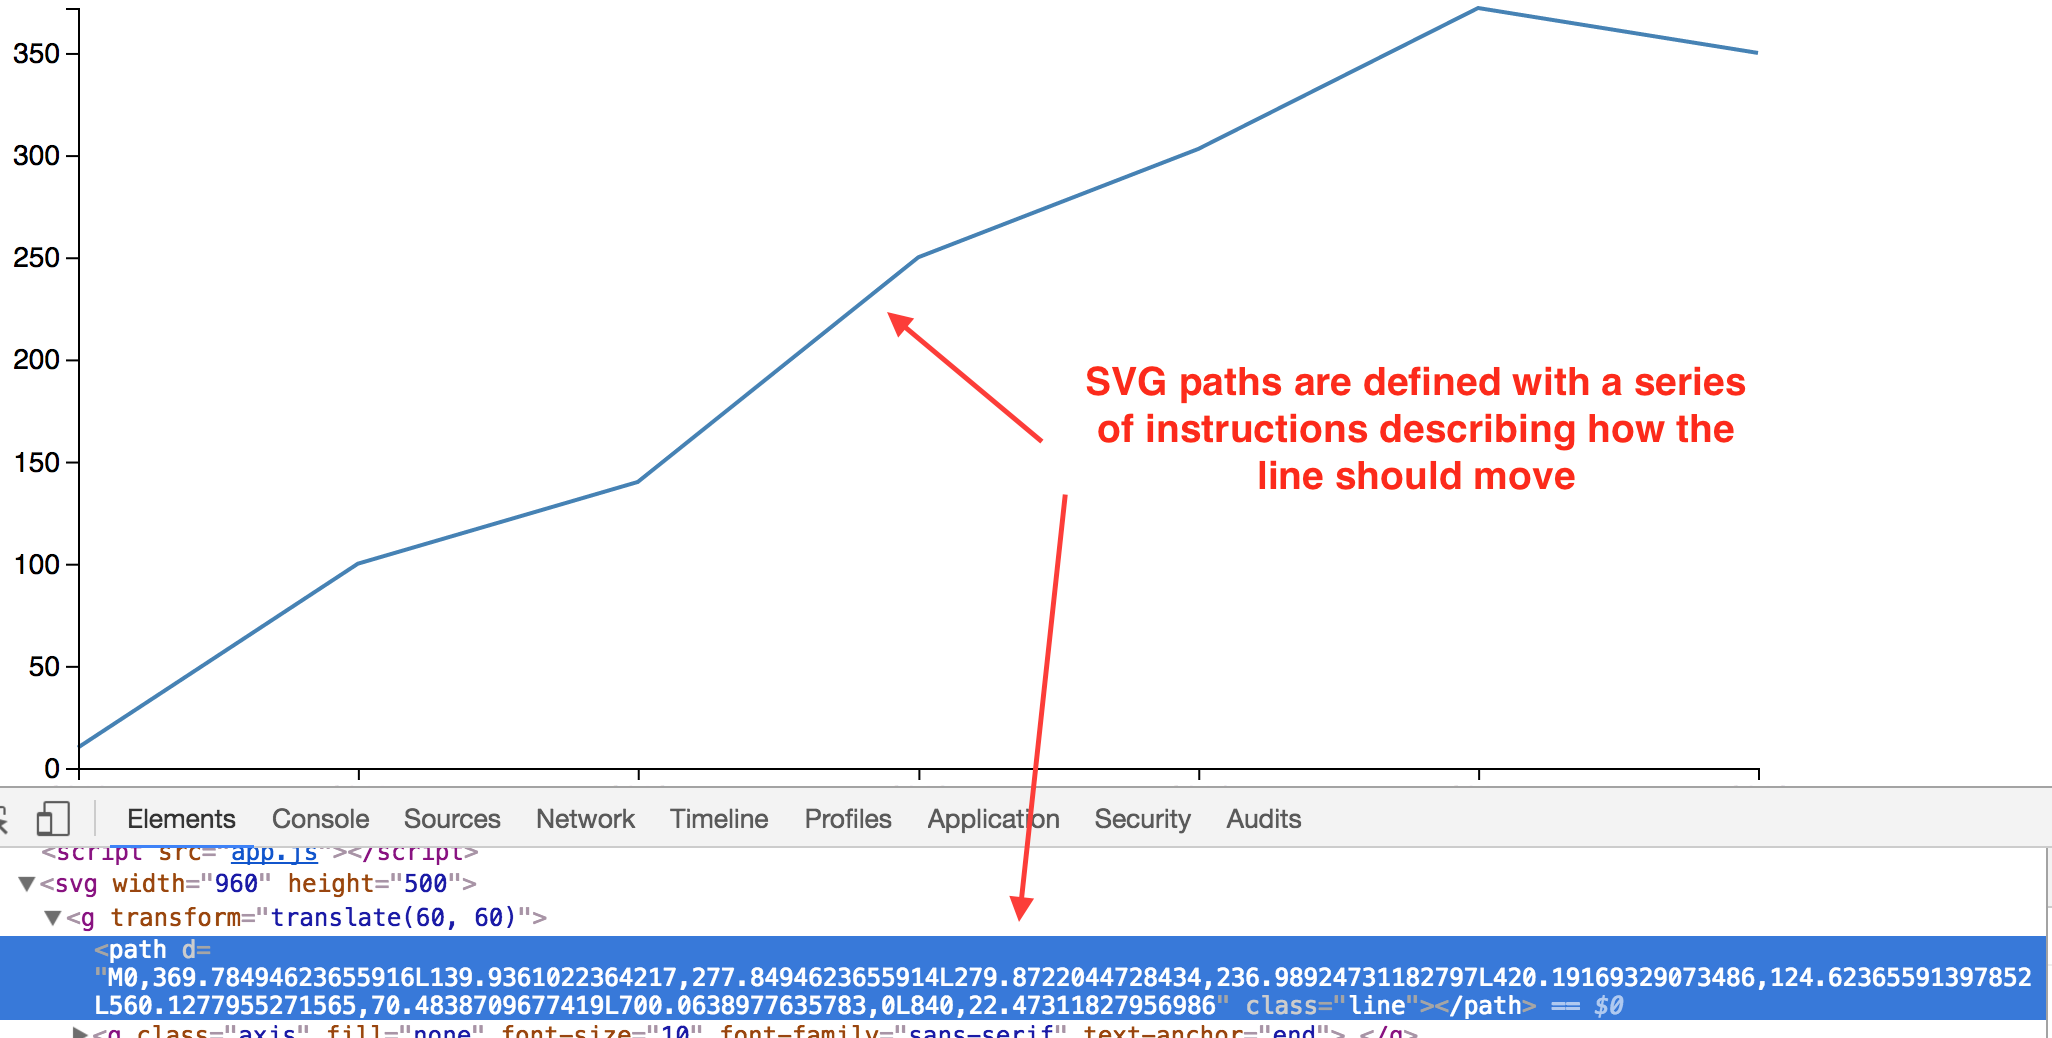 350
300
250
200
150
100
50
0
SVG paths are defined with a series
of instructions describing how the
line should move
Elements Console Sources Network Timeline Profiles Application Security Audits
<script src="app.js"></script>
<svg width="960" height="500">
<g transform="translate(60, 60)">
<path d=
"M0,369.78494623655916L139.9361022364217,277.8494623655914L279.8722044728434,236.98924731182797L420.19169329073486,124.62365591397852
L560.1277955271565,70.4838709677419L700.0638977635783,0L840,22.47311827956986" class="line"></path> == $0
<g class="axis" fill="none" font-size="10" font-family="sans-serif" text-anchor="end"> </g>